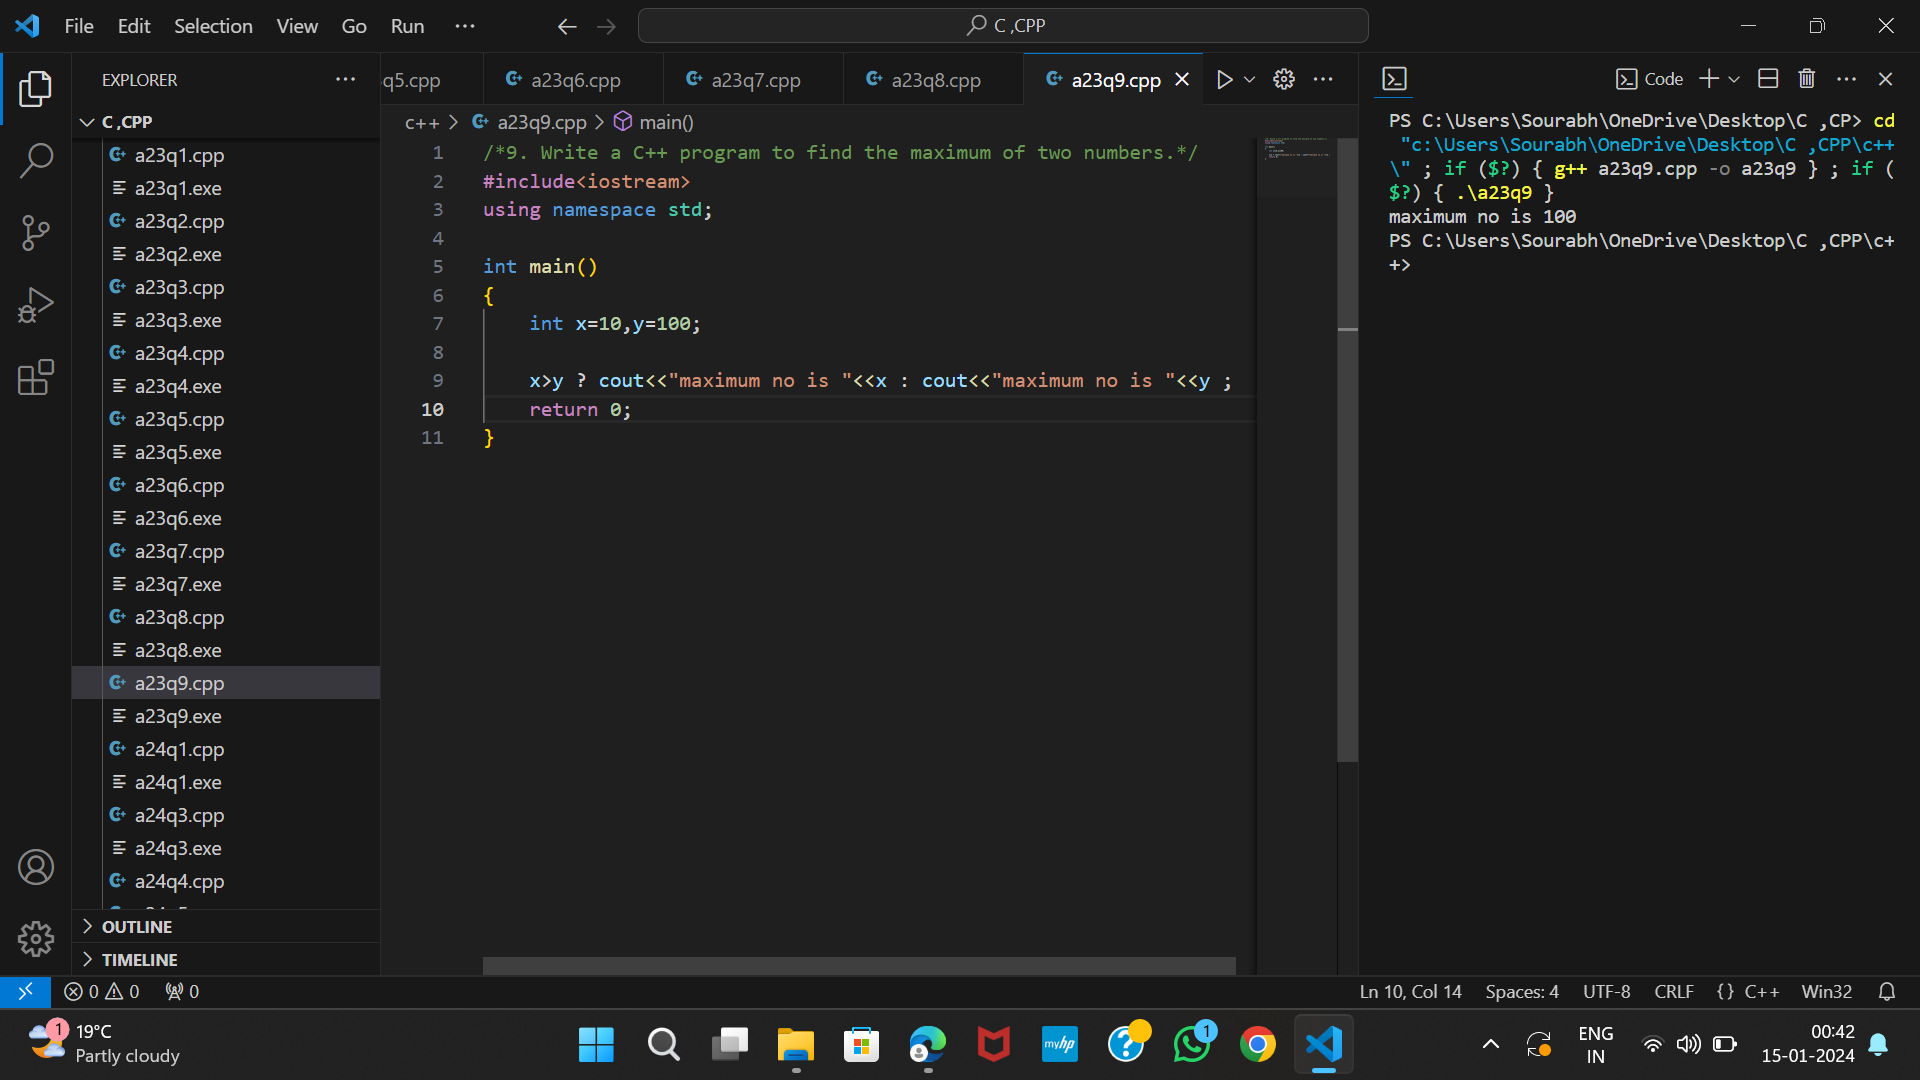 File Edit Selection View Go Run ··· C ,CPP
EXPLORER ···
C ,CPP
a23q1.cpp
a23q1.exe
a23q2.cpp
a23q2.exe
a23q3.cpp
a23q3.exe
a23q4.cpp
a23q4.exe
a23q5.cpp
a23q5.exe
a23q6.cpp
a23q6.exe
a23q7.cpp
a23q7.exe
a23q8.cpp
a23q8.exe
a23q9.cpp
a23q9.exe
a24q1.cpp
a24q1.exe
a24q3.cpp
a24q3.exe
a24q4.cpp
OUTLINE
TIMELINE
q5.cpp a23q6.cpp a23q7.cpp a23q8.cpp a23q9.cpp
c++ > a23q9.cpp > main()
1 /*9. Write a C++ program to find the maximum of two numbers.*/
2 #include<iostream>
3 using namespace std;
4
5 int main()
6 {
7 int x=10,y=100;
8
9 x>y ? cout<<"maximum no is "<<x : cout<<"maximum no is "<<y ;
10 return 0;
11 }
Code
PS C:\Users\Sourabh\OneDrive\Desktop\C ,CP> cd
"c:\Users\Sourabh\OneDrive\Desktop\C ,CPP\c++
\" ; if ($?) { g++ a23q9.cpp -o a23q9 } ; if (
$?) { .\a23q9 }
maximum no is 100
PS C:\Users\Sourabh\OneDrive\Desktop\C ,CPP\c+
+>
0 0 0 Ln 10, Col 14 Spaces: 4 UTF-8 CRLF {} C++ Win32
1 19°C
Partly cloudy
myhp
1
ENG
IN
00:42
15-01-2024